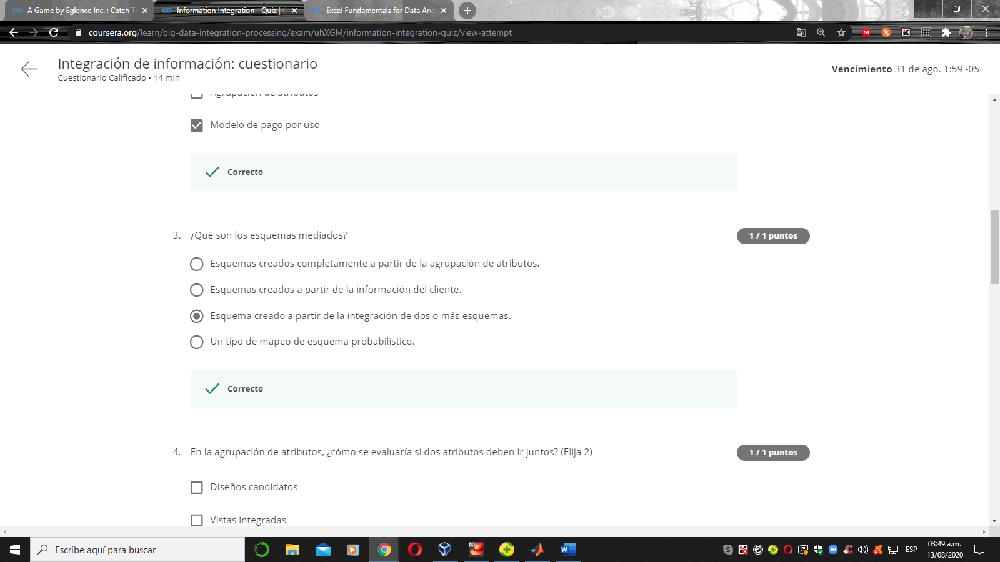 A Game by Eglence Inc. : Catch T
Information Integration - Quiz |
Excel Fundamentals for Data Ana
coursera.org/learn/big-data-integration-processing/exam/uhXGM/information-integration-quiz/view-attempt
Integración de información: cuestionario
Cuestionario Calificado • 14 min
Vencimiento 31 de ago. 1:59 -05
Agrupación de atributos
Modelo de pago por uso
Correcto
3. ¿Qué son los esquemas mediados?
1 / 1 puntos
Esquemas creados completamente a partir de la agrupación de atributos.
Esquemas creados a partir de la información del cliente.
Esquema creado a partir de la integración de dos o más esquemas.
Un tipo de mapeo de esquema probabilístico.
Correcto
4. En la agrupación de atributos, ¿cómo se evaluaría si dos atributos deben ir juntos? (Elija 2)
1 / 1 puntos
Diseños candidatos
Vistas integradas
Escribe aquí para buscar
ESP
03:49 a.m.
13/08/2020